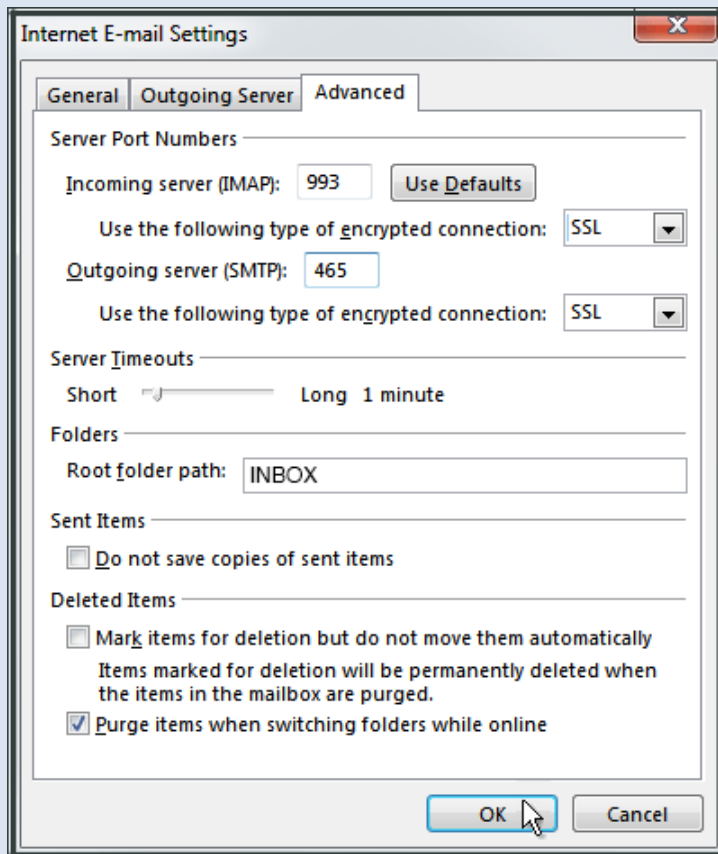 Internet E-mail Settings
General Outgoing Server Advanced
Server Port Numbers
Incoming server (IMAP): 993 Use Defaults
Use the following type of encrypted connection: SSL
Outgoing server (SMTP): 465
Use the following type of encrypted connection: SSL
Server Timeouts
Short Long 1 minute
Folders
Root folder path: INBOX
Sent Items
Do not save copies of sent items
Deleted Items
Mark items for deletion but do not move them automatically
Items marked for deletion will be permanently deleted when
the items in the mailbox are purged.
Purge items when switching folders while online
OK Cancel